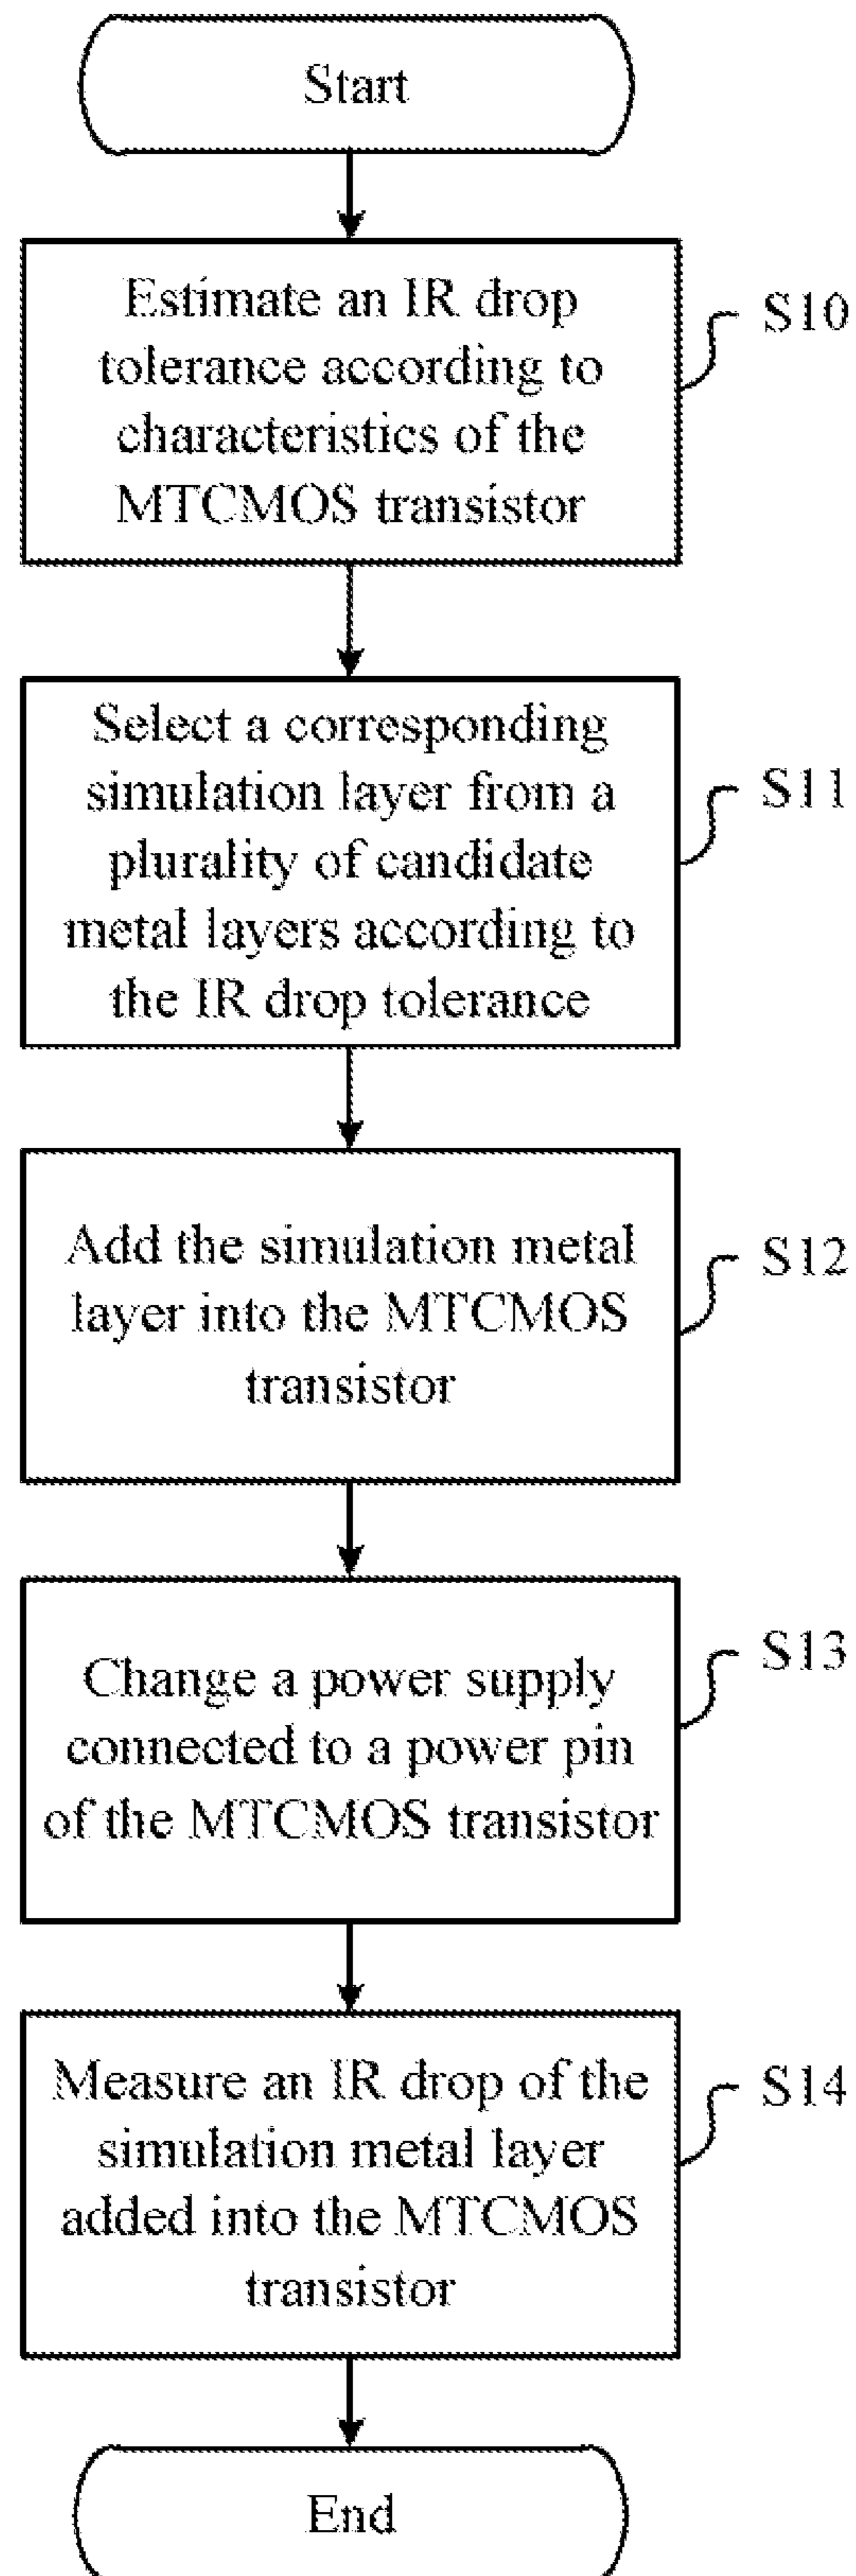 Start
Estimate an IR drop
tolerance according to
characteristics of the
MTCMOS transistor
S10
Select a corresponding
simulation layer from a
plurality of candidate
metal layers according to
the IR drop tolerance
S11
Add the simulation metal
layer into the MTCMOS
transistor
S12
Change a power supply
connected to a power pin
of the MTCMOS transistor
S13
Measure an IR drop of the
simulation metal layer
added into the MTCMOS
transistor
S14
End